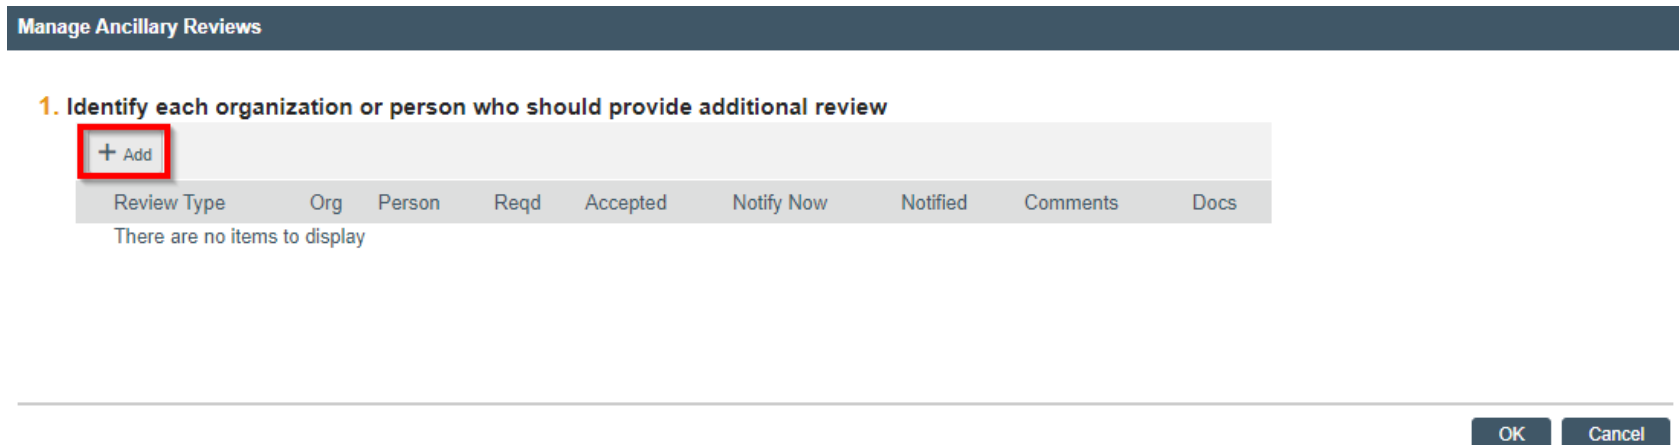 Manage Ancillary Reviews
1. Identify each organization or person who should provide additional review
+ Add
Review Type Org Person Reqd Accepted Notify Now Notified Comments Docs
There are no items to display
OK Cancel